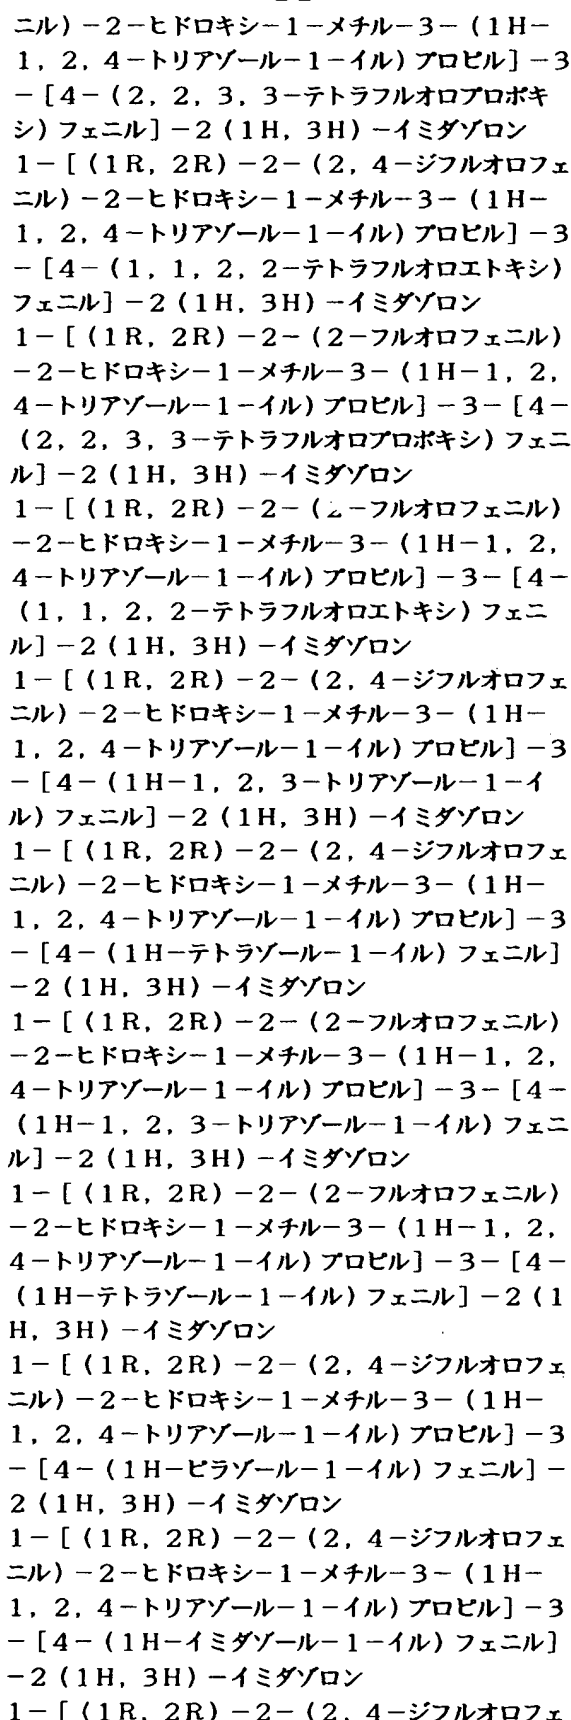 ニル）－２－ヒドロキシ－１－メチル－３－（１Ｈ－
１，２，４－トリアゾール－１－イル）プロピル］－３
－［４－（２，２，３，３－テトラフルオロプロポキ
シ）フェニル］－２（１Ｈ，３Ｈ）－イミダゾロン
１－［（１Ｒ，２Ｒ）－２－（２，４－ジフルオロフェ
ニル）－２－ヒドロキシ－１－メチル－３－（１Ｈ－
１，２，４－トリアゾール－１－イル）プロピル］－３
－［４－（１，１，２，２－テトラフルオロエトキシ）
フェニル］－２（１Ｈ，３Ｈ）－イミダゾロン
１－［（１Ｒ，２Ｒ）－２－（２－フルオロフェニル）
－２－ヒドロキシ－１－メチル－３－（１Ｈ－１，２，
４－トリアゾール－１－イル）プロピル］－３－［４－
（２，２，３，３－テトラフルオロプロポキシ）フェニ
ル］－２（１Ｈ，３Ｈ）－イミダゾロン
１－［（１Ｒ，２Ｒ）－２－（２－フルオロフェニル）
－２－ヒドロキシ－１－メチル－３－（１Ｈ－１，２，
４－トリアゾール－１－イル）プロピル］－３－［４－
（１，１，２，２－テトラフルオロエトキシ）フェニ
ル］－２（１Ｈ，３Ｈ）－イミダゾロン
１－［（１Ｒ，２Ｒ）－２－（２，４－ジフルオロフェ
ニル）－２－ヒドロキシ－１－メチル－３－（１Ｈ－
１，２，４－トリアゾール－１－イル）プロピル］－３
－［４－（１Ｈ－１，２，３－トリアゾール－１－イ
ル）フェニル］－２（１Ｈ，３Ｈ）－イミダゾロン
１－［（１Ｒ，２Ｒ）－２－（２，４－ジフルオロフェ
ニル）－２－ヒドロキシ－１－メチル－３－（１Ｈ－
１，２，４－トリアゾール－１－イル）プロピル］－３
－［４－（１Ｈ－テトラゾール－１－イル）フェニル］
－２（１Ｈ，３Ｈ）－イミダゾロン
１－［（１Ｒ，２Ｒ）－２－（２－フルオロフェニル）
－２－ヒドロキシ－１－メチル－３－（１Ｈ－１，２，
４－トリアゾール－１－イル）プロピル］－３－［４－
（１Ｈ－１，２，３－トリアゾール－１－イル）フェニ
ル］－２（１Ｈ，３Ｈ）－イミダゾロン
１－［（１Ｒ，２Ｒ）－２－（２－フルオロフェニル）
－２－ヒドロキシ－１－メチル－３－（１Ｈ－１，２，
４－トリアゾール－１－イル）プロピル］－３－［４－
（１Ｈ－テトラゾール－１－イル）フェニル］－２（１
Ｈ，３Ｈ）－イミダゾロン
１－［（１Ｒ，２Ｒ）－２－（２，４－ジフルオロフェ
ニル）－２－ヒドロキシ－１－メチル－３－（１Ｈ－
１，２，４－トリアゾール－１－イル）プロピル］－３
－［４－（１Ｈ－ピラゾール－１－イル）フェニル］－
２（１Ｈ，３Ｈ）－イミダゾロン
１－［（１Ｒ，２Ｒ）－２－（２，４－ジフルオロフェ
ニル）－２－ヒドロキシ－１－メチル－３－（１Ｈ－
１，２，４－トリアゾール－１－イル）プロピル］－３
－［４－（１Ｈ－イミダゾール－１－イル）フェニル］
－２（１Ｈ，３Ｈ）－イミダゾロン
１－［（１Ｒ，２Ｒ）－２－（２，４－ジフルオロフェ